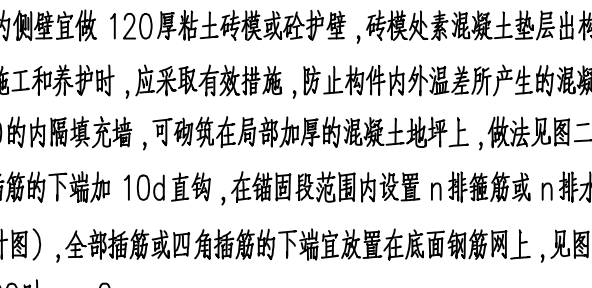 的侧壁宜做 120厚粘土砖模或砼护壁 ,砖模处素混凝土垫层出构
施工和养护时 ,应采取有效措施 ,防止构件内外温差所产生的混凝
的内隔填充墙 ,可砌筑在局部加厚的混凝土地坪上 ,做法见图二
插筋的下端加 10d直钩 ,在锚固段范围内设置 n排箍筋或 n排水
计图) ,全部插筋或四角插筋的下端宜放置在底面钢筋网上 ,见图